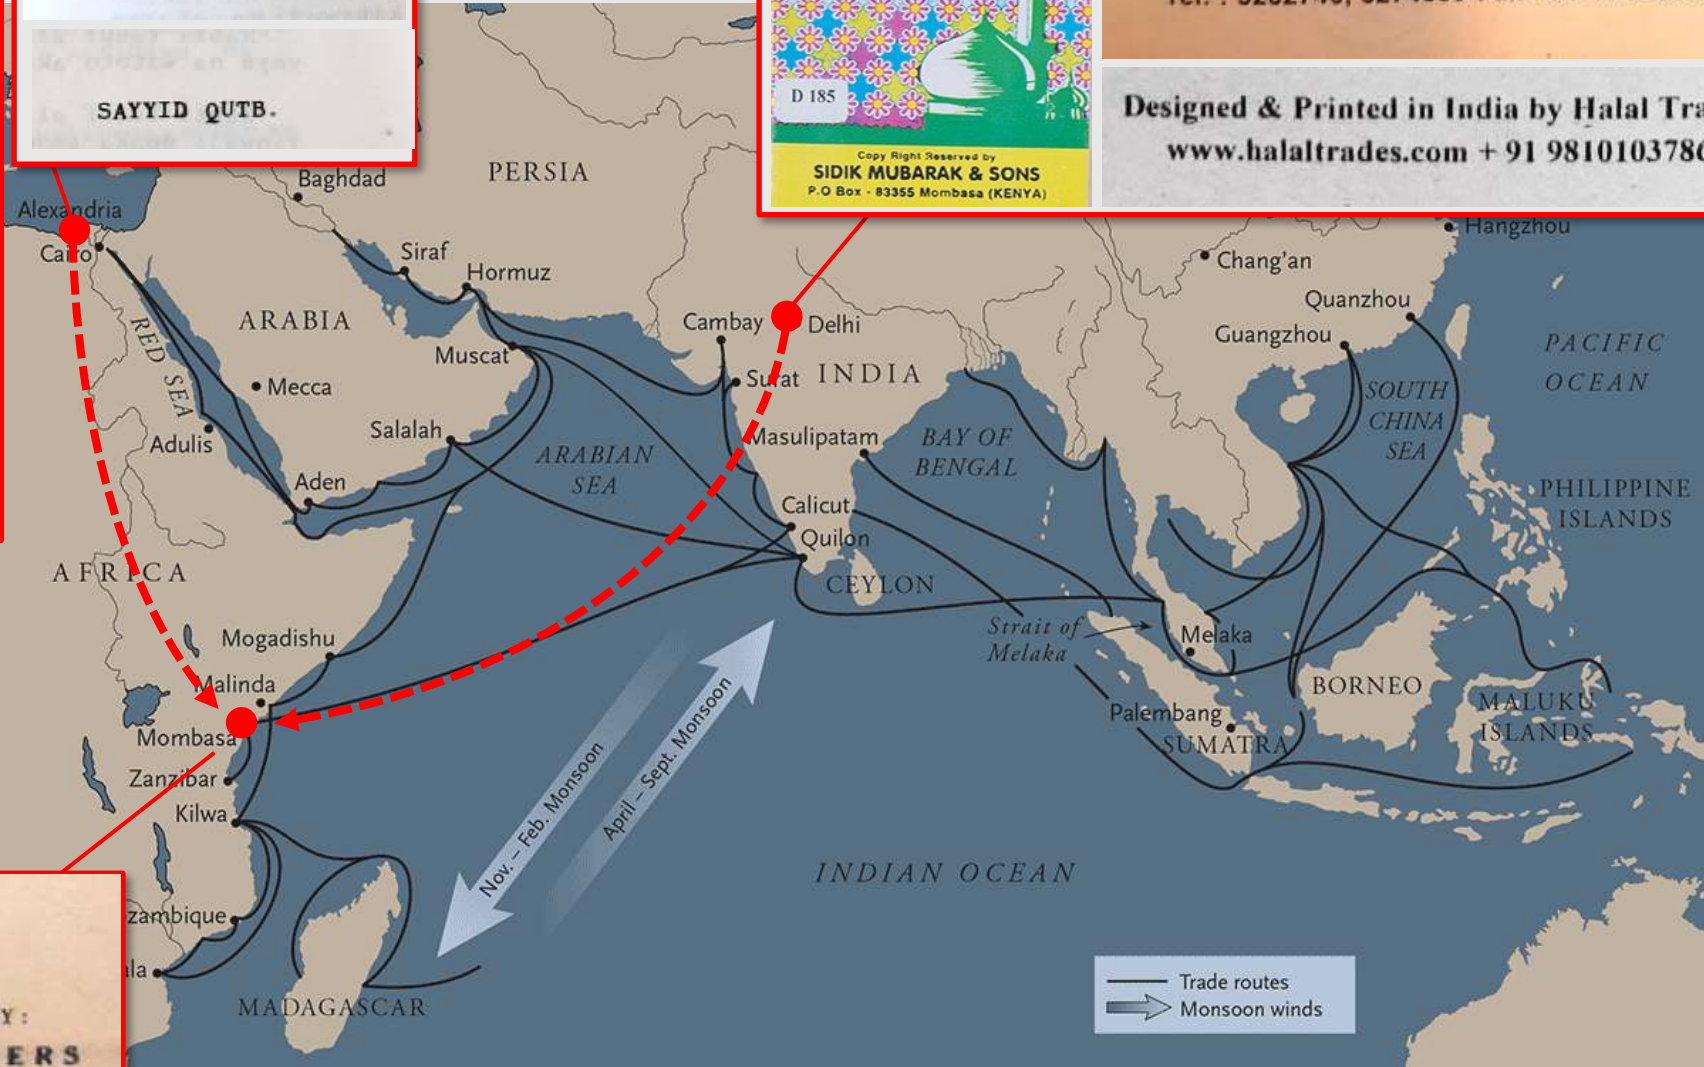 SAYYID QUTB.
D 185
Copy Right Reserved by
SIDIK MUBARAK & SONS
P.O Box - 83355 Mombasa (KENYA)
Designed & Printed in India by Halal
www.halaltrades.com + 91 981010378
Baghdad
PERSIA
Alexandria
Cairo
Siraf
Hormuz
Hangzhou
Chang'an
Quanzhou
Guangzhou
ARABIA
RED SEA
Muscat
Mecca
Cambay
Delhi
Surat
INDIA
PACIFIC
OCEAN
SOUTH
CHINA
SEA
Adulis
Salalah
Aden
ARABIAN
SEA
Masulipatam
BAY OF
BENGAL
Calicut
Quilon
CEYLON
PHILIPPINE
ISLANDS
AFRICA
Mogadishu
Malinda
Mombasa
Zanzibar
Kilwa
Strait of
Melaka
Melaka
BORNEO
MALUKU
ISLANDS
Palembang
SUMATRA
Nov. – Feb. Monsoon
April – Sept. Monsoon
INDIAN OCEAN
zambique
ala
MADAGASCAR
Trade routes
Monsoon winds
Y:
ERS